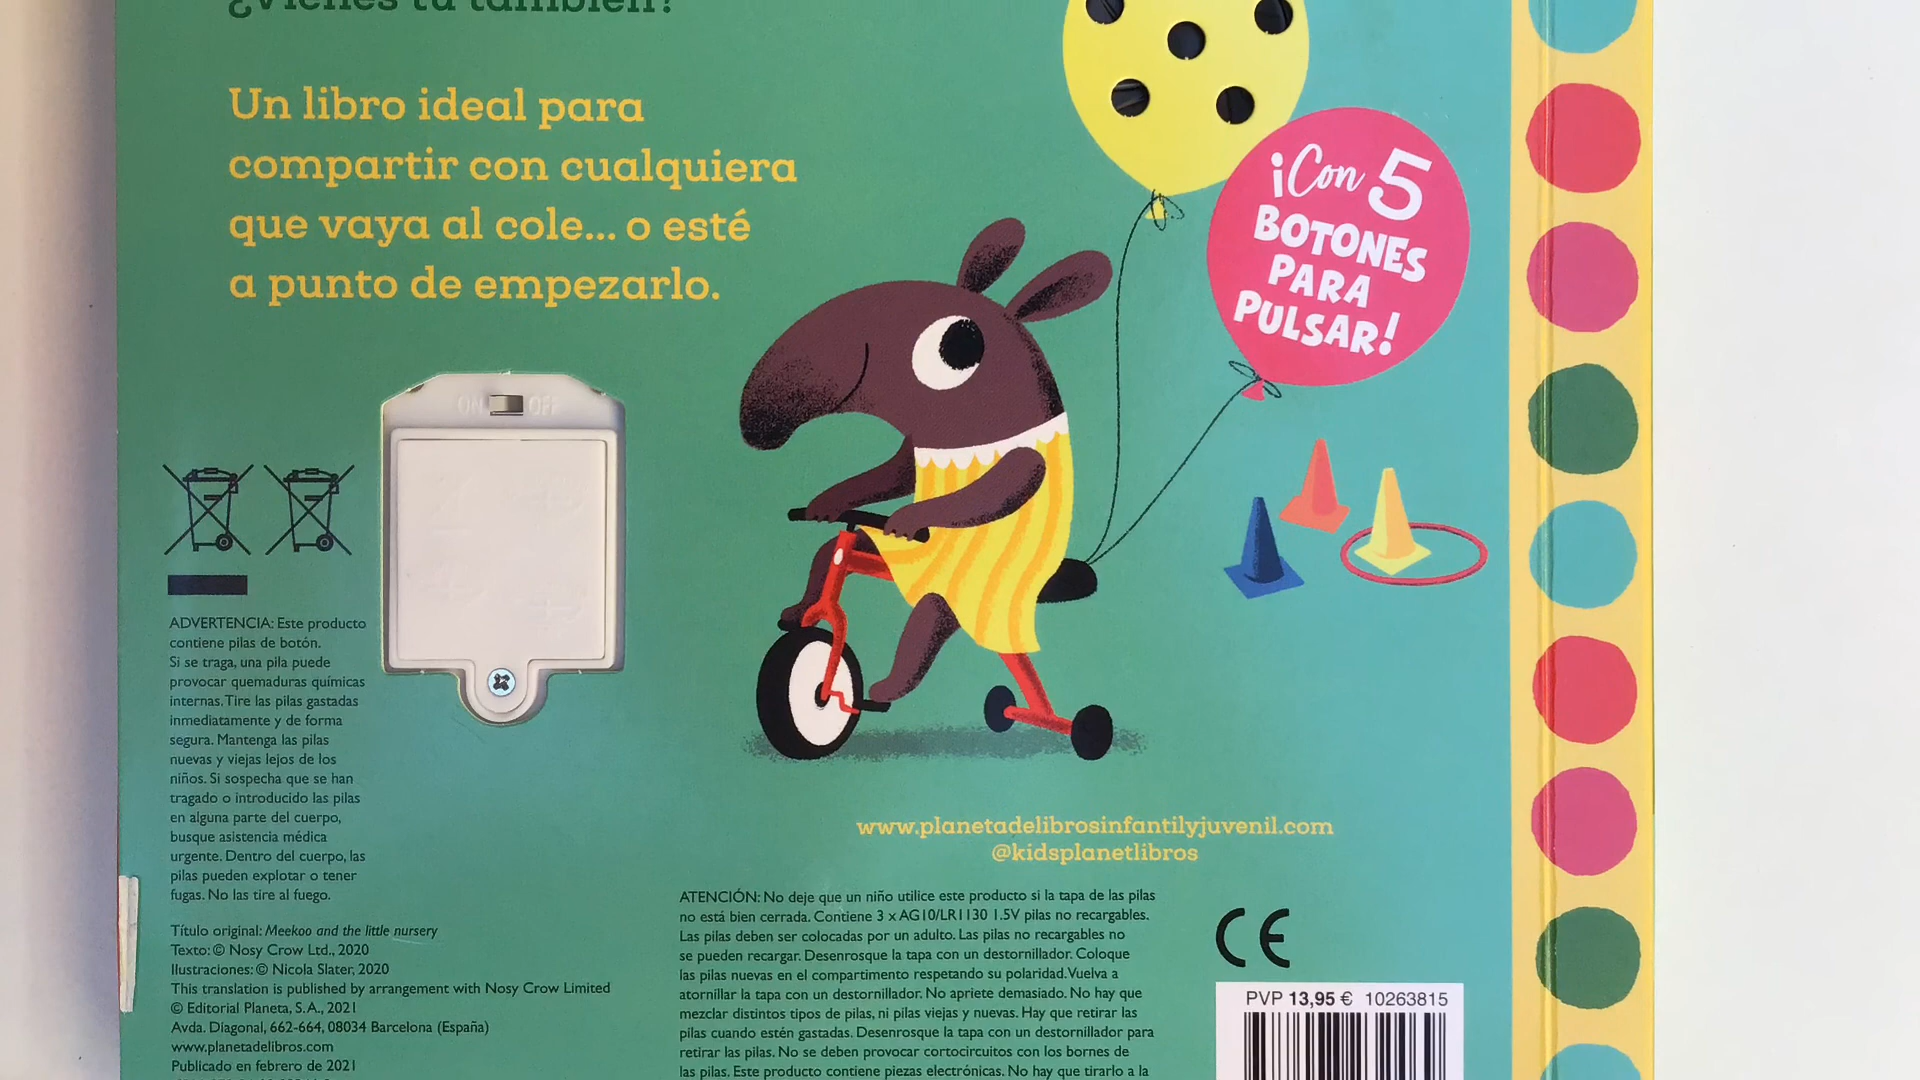 ¿Vienes tú también?
Un libro ideal para
compartir con cualquiera
que vaya al cole... o esté
a punto de empezarlo.
¡Con 5
BOTONES
PARA
PULSAR!
ON OFF
ADVERTENCIA: Este producto
contiene pilas de botón.
Si se traga, una pila puede
provocar quemaduras químicas
internas. Tire las pilas gastadas
inmediatamente y de forma
segura. Mantenga las pilas
nuevas y viejas lejos de los
niños. Si sospecha que se han
tragado o introducido las pilas
en alguna parte del cuerpo,
busque asistencia médica
urgente. Dentro del cuerpo, las
pilas pueden explotar o tener
fugas. No las tire al fuego.
Título original: Meekoo and the little nursery
Texto: © Nosy Crow Ltd., 2020
Ilustraciones: © Nicola Slater, 2020
This translation is published by arrangement with Nosy Crow Limited
© Editorial Planeta, S.A., 2021
Avda. Diagonal, 662-664, 08034 Barcelona (España)
www.planetadelibros.com
Publicado en febrero de 2021
www.planetadelibrosinfantilyjuvenil.com
@kidsplanetlibros
ATENCIÓN: No deje que un niño utilice este producto si la tapa de las pilas
no está bien cerrada. Contiene 3 x AG10/LR1130 1.5V pilas no recargables.
Las pilas deben ser colocadas por un adulto. Las pilas no recargables no
se pueden recargar. Desenrosque la tapa con un destornillador. Coloque
las pilas nuevas en el compartimento respetando su polaridad. Vuelva a
atornillar la tapa con un destornillador. No apriete demasiado. No hay que
mezclar distintos tipos de pilas, ni pilas viejas y nuevas. Hay que retirar las
pilas cuando estén gastadas. Desenrosque la tapa con un destornillador para
retirar las pilas. No se deben provocar cortocircuitos con los bornes de
las pilas. Este producto contiene piezas electrónicas. No hay que tirarlo a la
CE
PVP 13,95 € 10263815